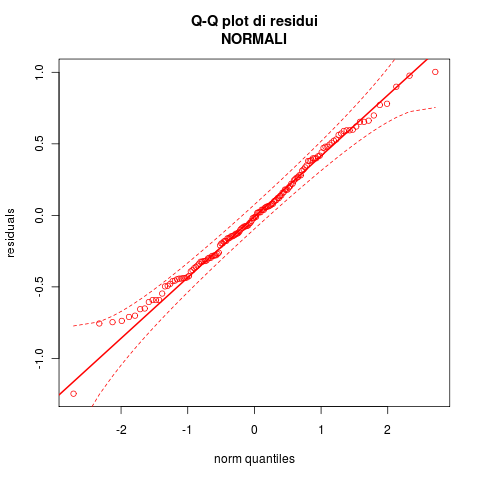 Q-Q plot di residui
NORMALI
residuals
1.0
0.5
0.0
-0.5
-1.0
-2 -1 0 1 2
norm quantiles